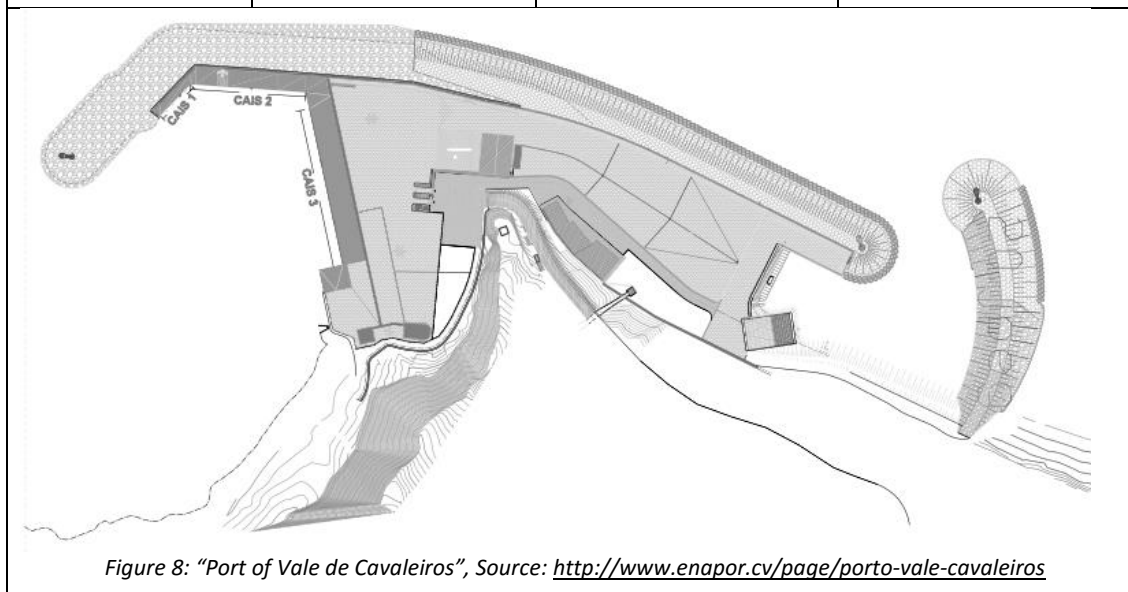 CAIS 1
CAIS 2
CAIS 3
Figure 8: “Port of Vale de Cavaleiros”, Source: http://www.enapor.cv/page/porto-vale-cavaleiros